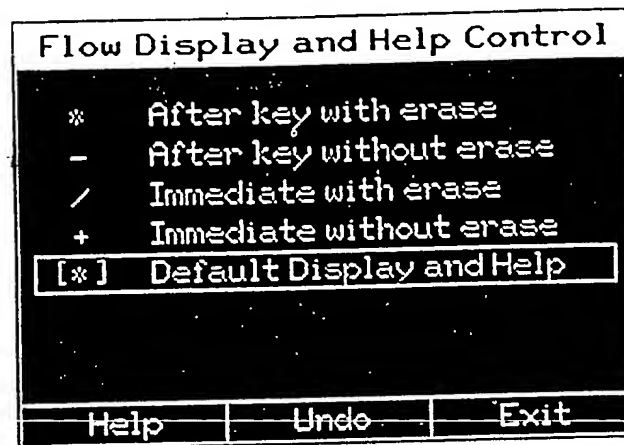 Flow Display and Help Control
* After key with erase
- After key without erase
/ Immediate with erase
+ Immediate without erase
[*] Default Display and Help
Help Undo Exit